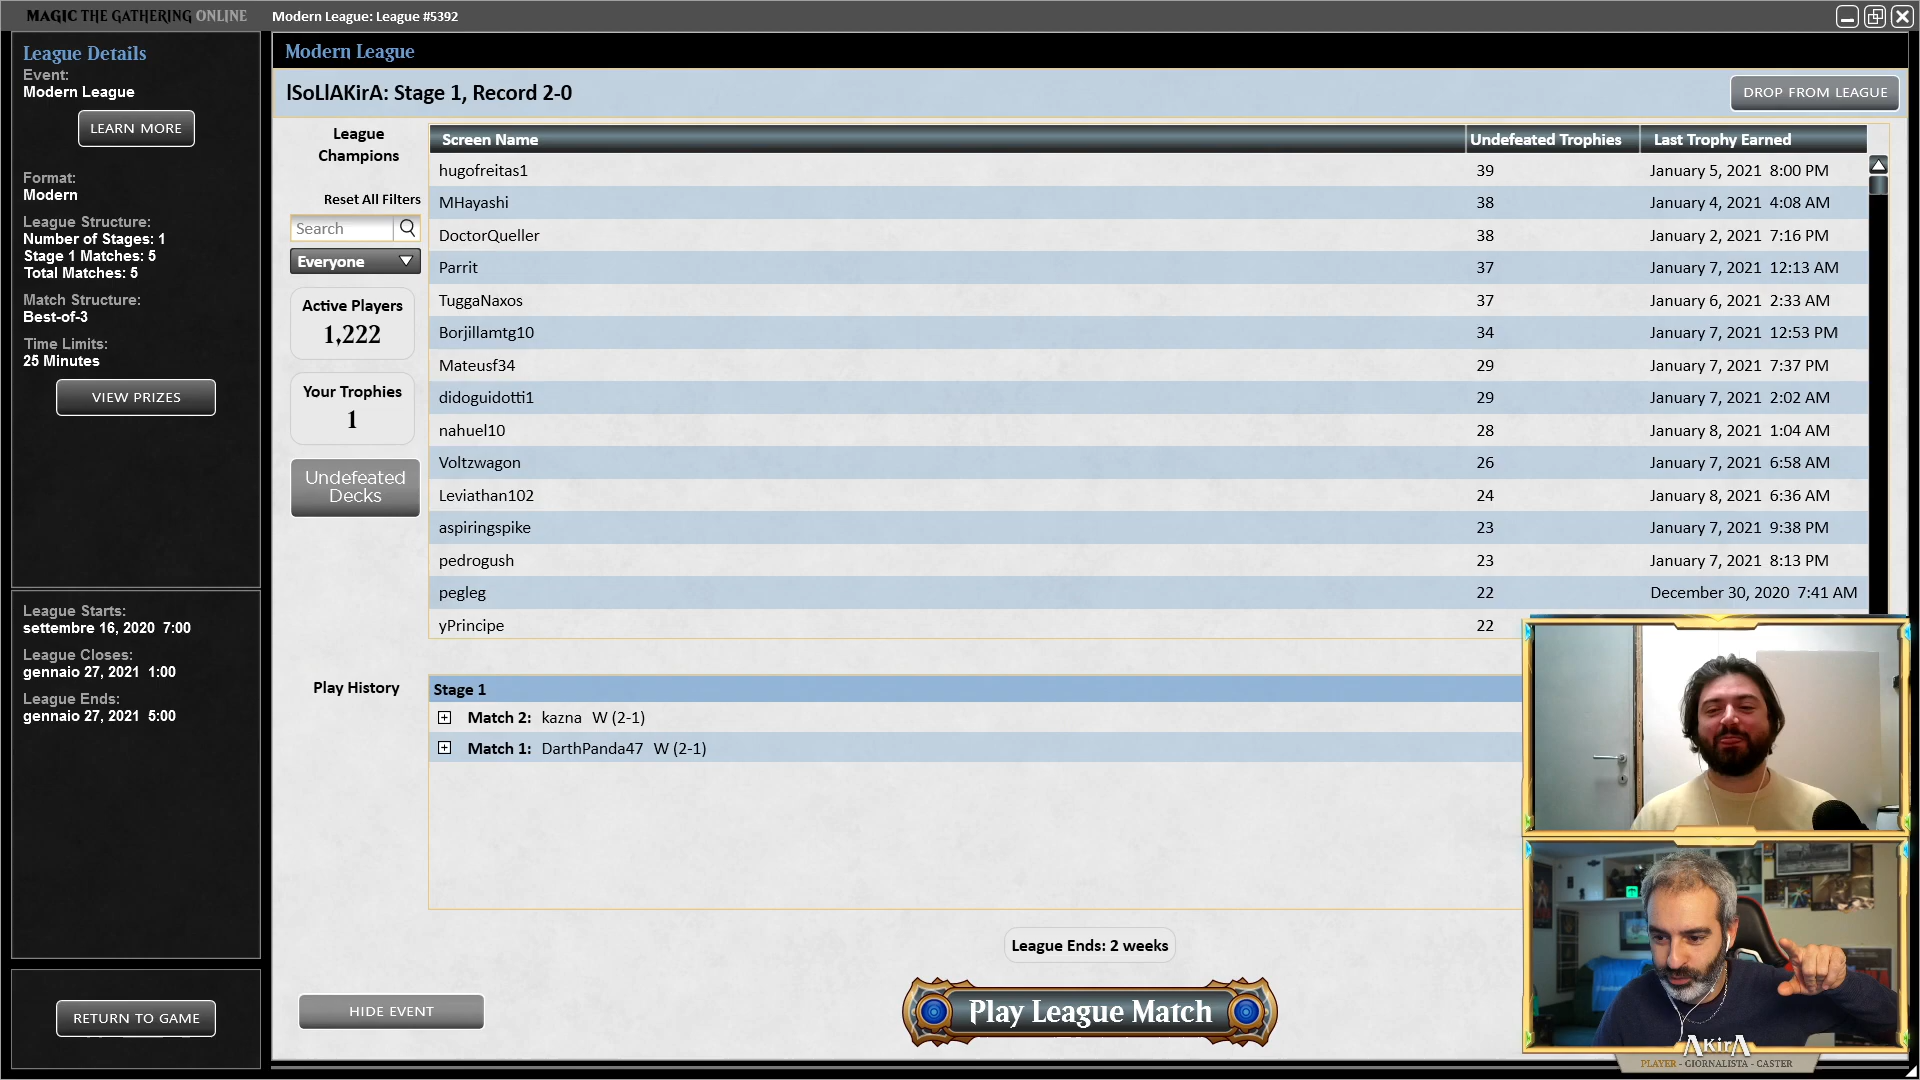 MAGIC THE GATHERING ONLINE
Modern League: League #5392
League Details
Event:
Modern League
LEARN MORE
Format:
Modern
League Structure:
Number of Stages: 1
Stage 1 Matches: 5
Total Matches: 5
Match Structure:
Best-of-3
Time Limits:
25 Minutes
VIEW PRIZES
League Starts:
settembre 16, 2020 7:00
League Closes:
gennaio 27, 2021 1:00
League Ends:
gennaio 27, 2021 5:00
RETURN TO GAME
Modern League
lSoLlAKirA: Stage 1, Record 2-0
DROP FROM LEAGUE
League
Champions
Reset All Filters
Search
Everyone
Active Players
1,222
Your Trophies
1
Undefeated
Decks
Screen Name Undefeated Trophies Last Trophy Earned
hugofreitas1 39 January 5, 2021 8:00 PM
MHayashi 38 January 4, 2021 4:08 AM
DoctorQueller 38 January 2, 2021 7:16 PM
Parrit 37 January 7, 2021 12:13 AM
TuggaNaxos 37 January 6, 2021 2:33 AM
Borjillamtg10 34 January 7, 2021 12:53 PM
Mateusf34 29 January 7, 2021 7:37 PM
didoguidotti1 29 January 7, 2021 2:02 AM
nahuel10 28 January 8, 2021 1:04 AM
Voltzwagon 26 January 7, 2021 6:58 AM
Leviathan102 24 January 8, 2021 6:36 AM
aspiringspike 23 January 7, 2021 9:38 PM
pedrogush 23 January 7, 2021 8:13 PM
pegleg 22 December 30, 2020 7:41 AM
yPrincipe 22
Play History
Stage 1
Match 2: kazna W (2-1)
Match 1: DarthPanda47 W (2-1)
League Ends: 2 weeks
HIDE EVENT
Play League Match
AKirA
PLAYER - GIORNALISTA - CASTER